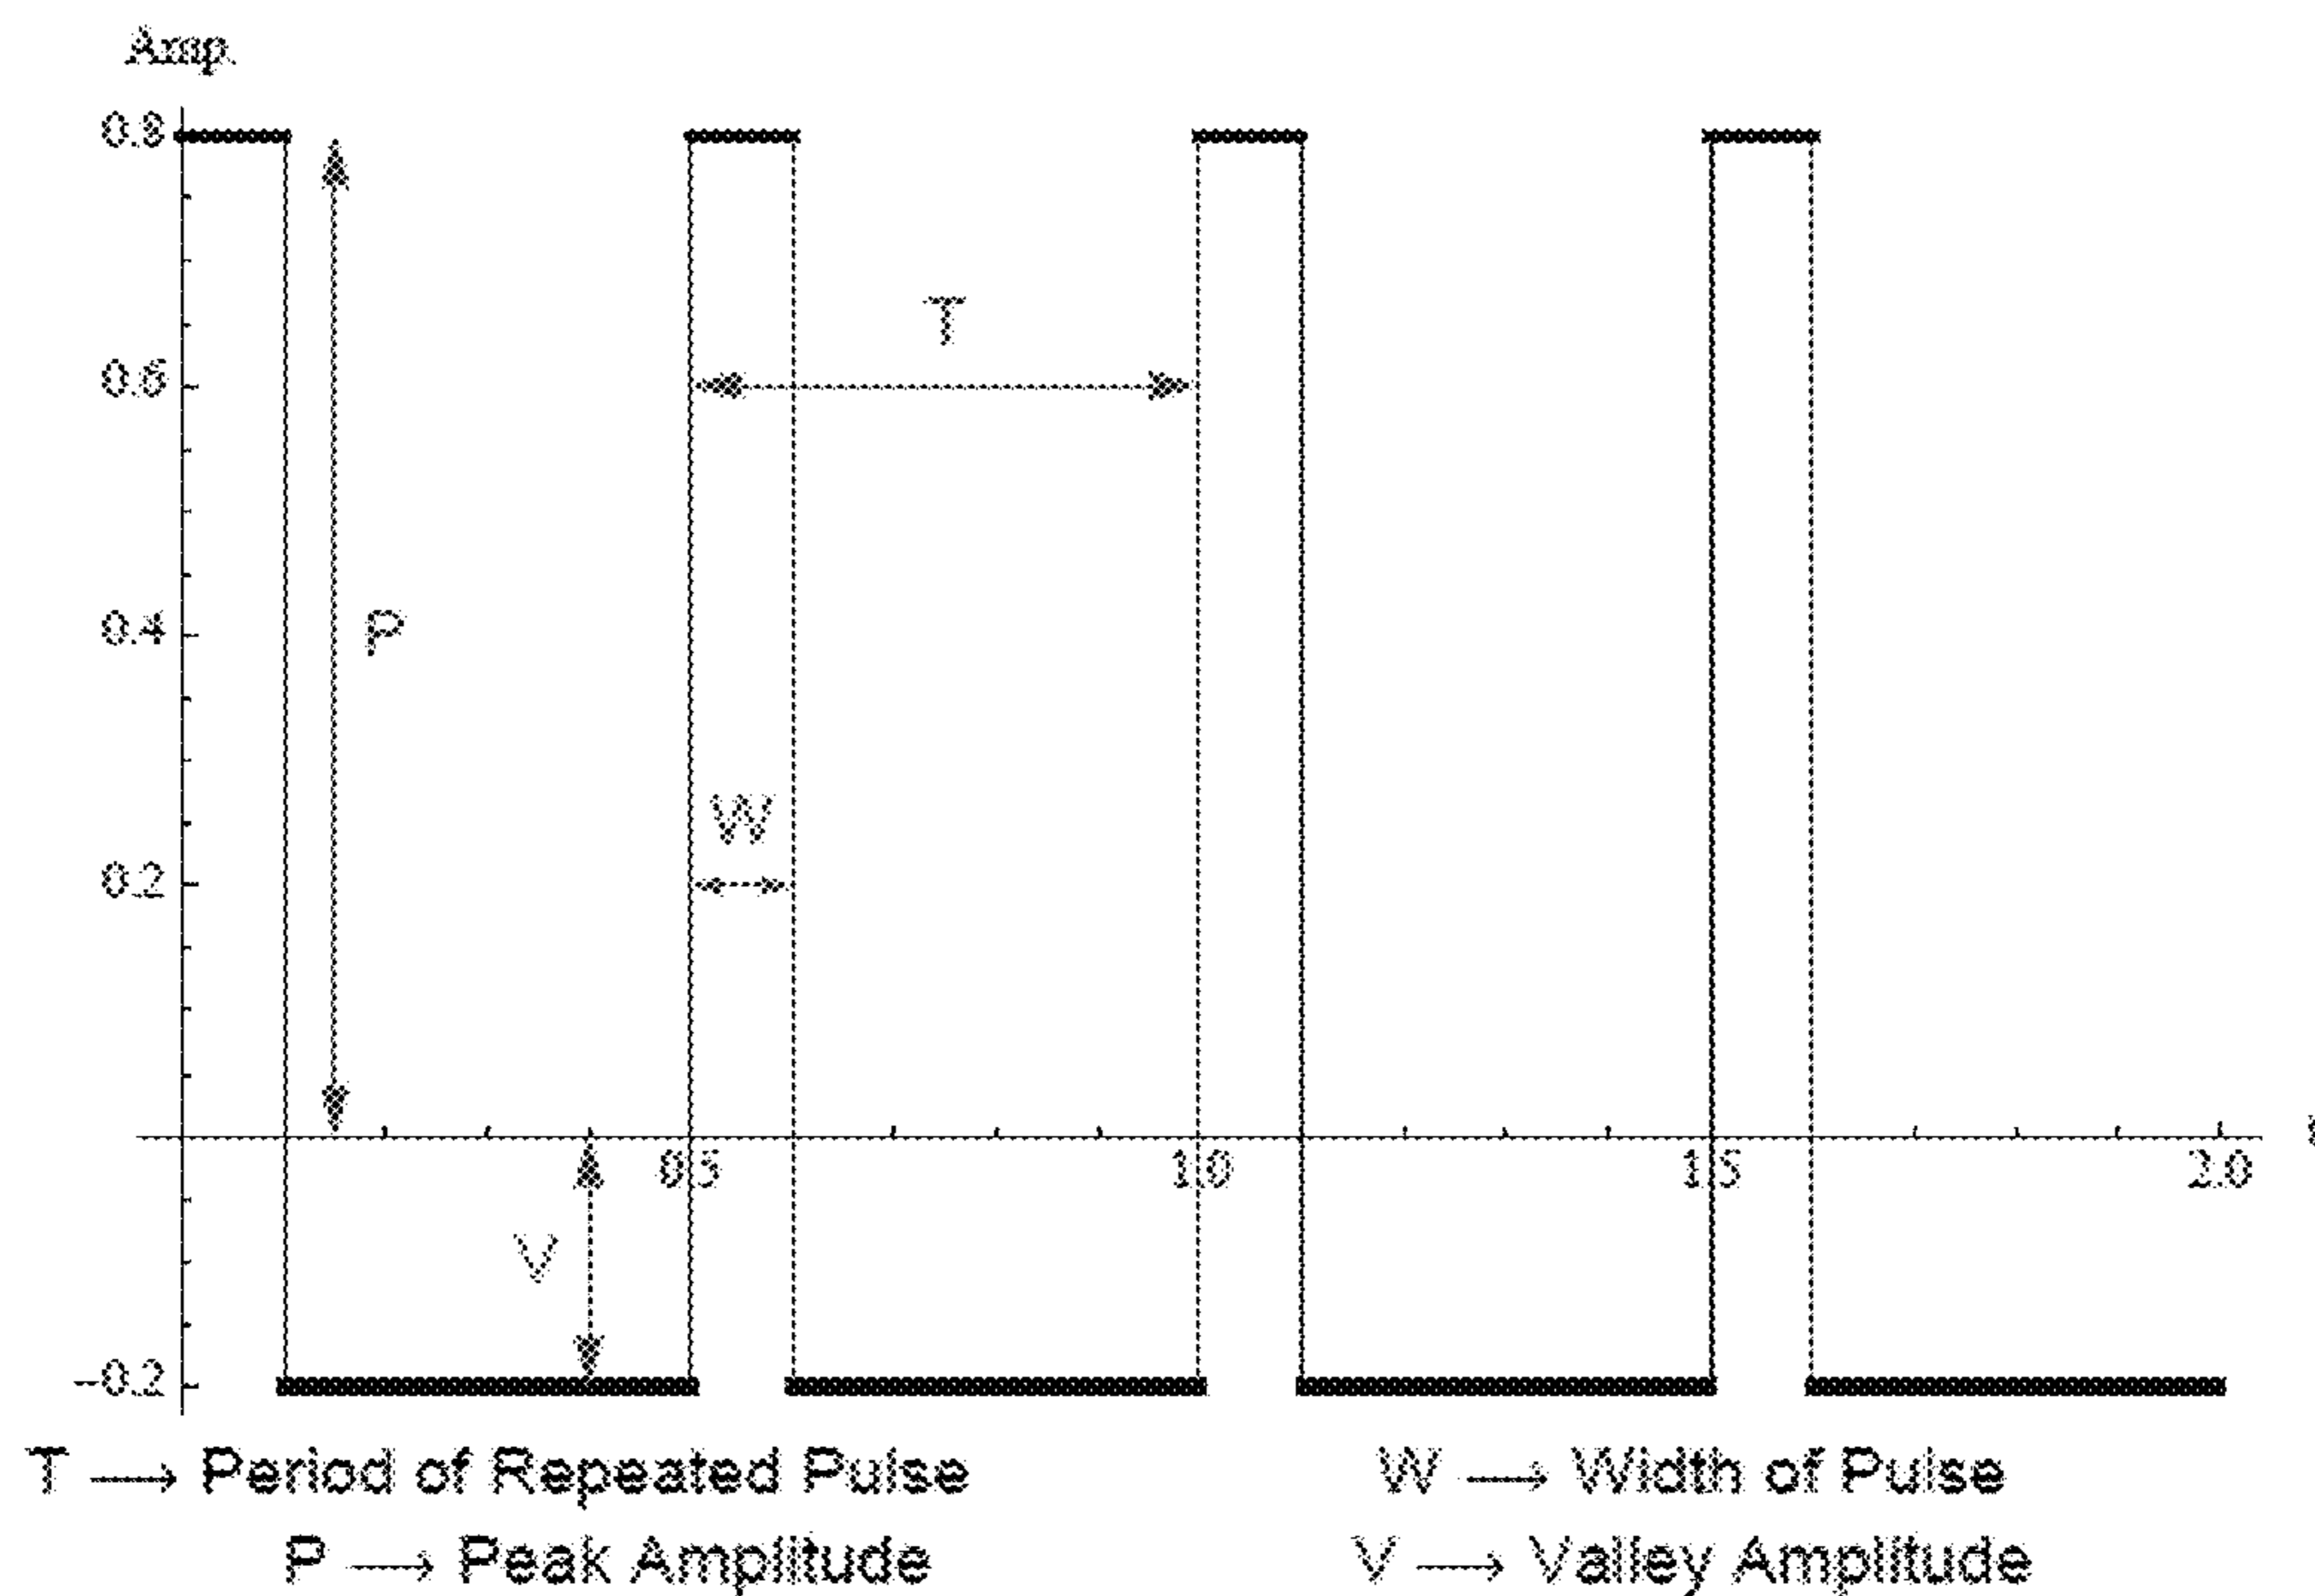 Amp.
0.8
T
0.6
0.4
P
W
0.2
0.5
1.0
1.5
2.0
V
-0.2
T → Period of Repeated Pulse
W → Width of Pulse
P → Peak Amplitude
V → Valley Amplitude